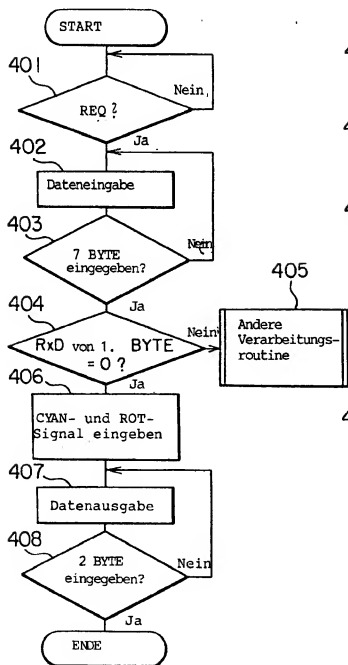 START
401
Nein
REQ ?
402
Ja
Dateneingabe
403
7 BYTE
eingegeben?
Nein
404
Ja
405
RxD von 1. BYTE
= 0 ?
Nein
Andere
Verarbeitungs-
routine
406
Ja
CYAN- und ROT-
Signal eingeben
407
Datenausgabe
408
2 BYTE
eingegeben?
Nein
Ja
ENDE